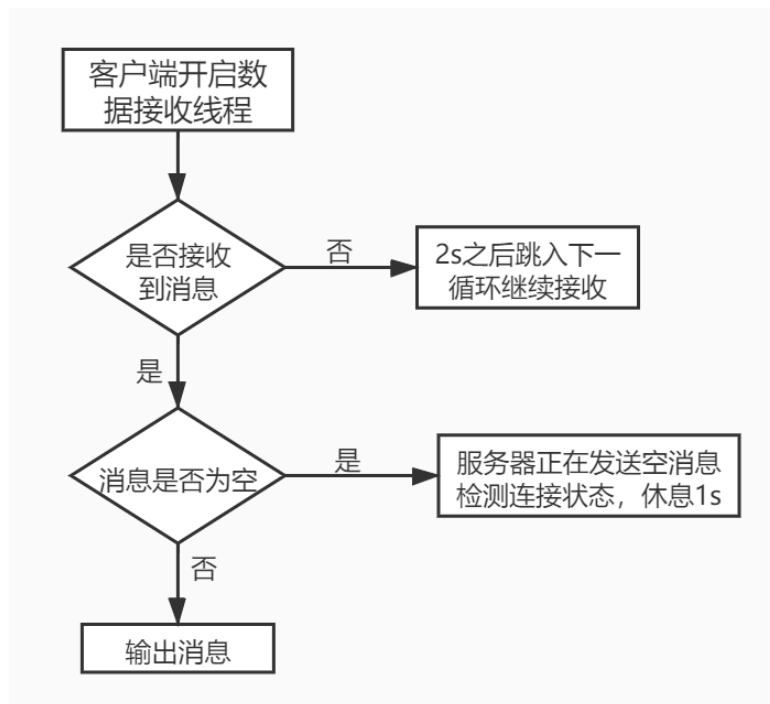 客户端开启数
据接收线程
是否接收
到消息
否
2s之后跳入下一
循环继续接收
是
消息是否为空
是
服务器正在发送空消息
检测连接状态，休息1s
否
输出消息